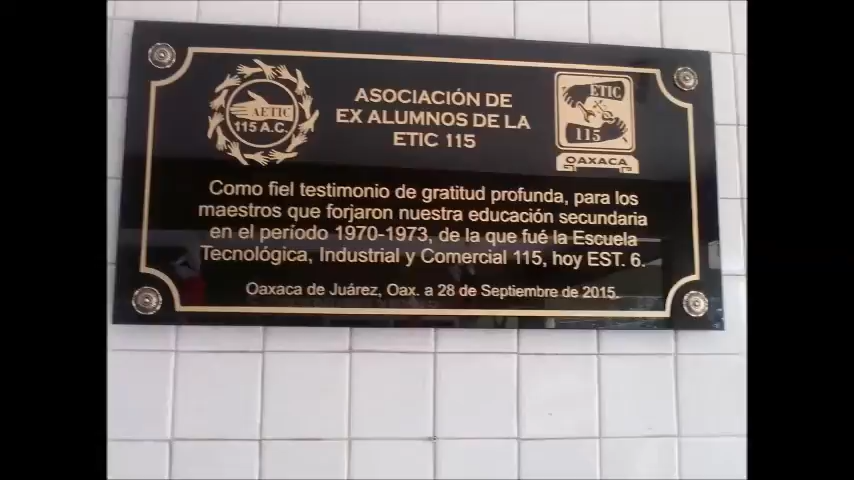 AETIC
115 A.C.
ASOCIACIÓN DE
EX ALUMNOS DE LA
ETIC 115
ETIC
115
OAXACA
Como fiel testimonio de gratitud profunda, para los
maestros que forjaron nuestra educación secundaria
en el período 1970-1973, de la que fué la Escuela
Tecnológica, Industrial y Comercial 115, hoy EST. 6.
Oaxaca de Juárez, Oax. a 28 de Septiembre de 2015.